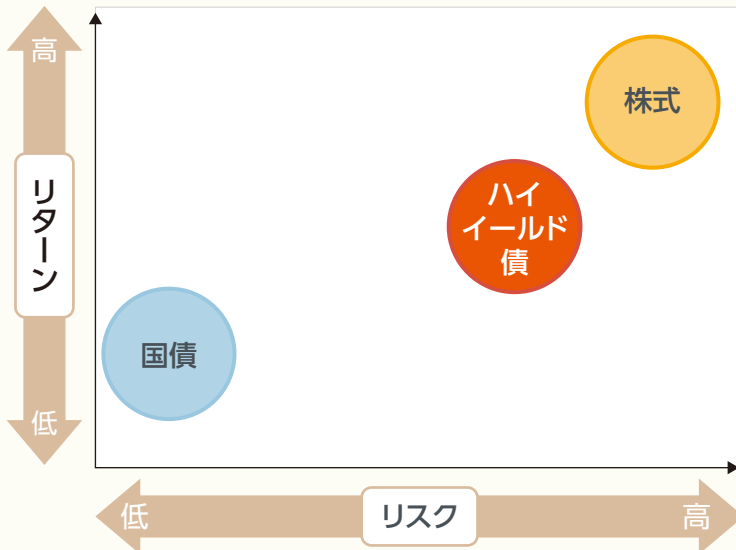 高
リターン
低
株式
ハイ
イールド
債
国債
低
リスク
高